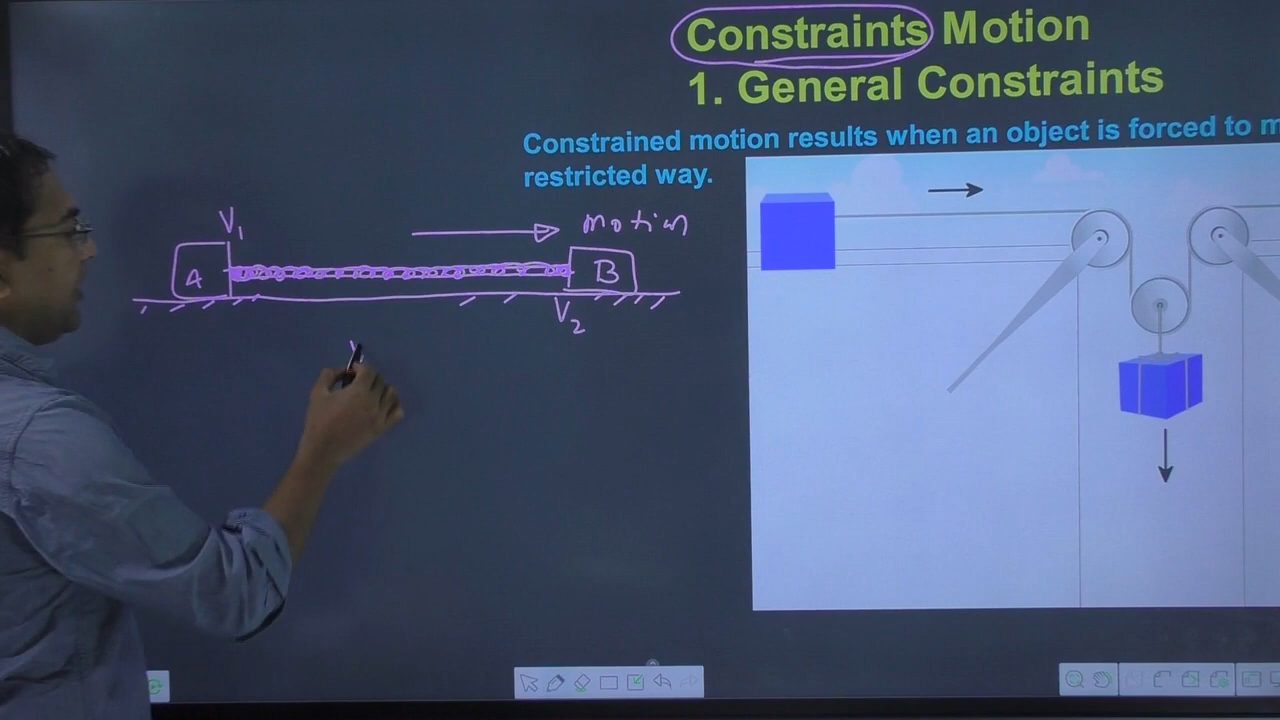 Constraints Motion
1. General Constraints
Constrained motion results when an object is forced to m
restricted way.
V1
motion
A
B
V2